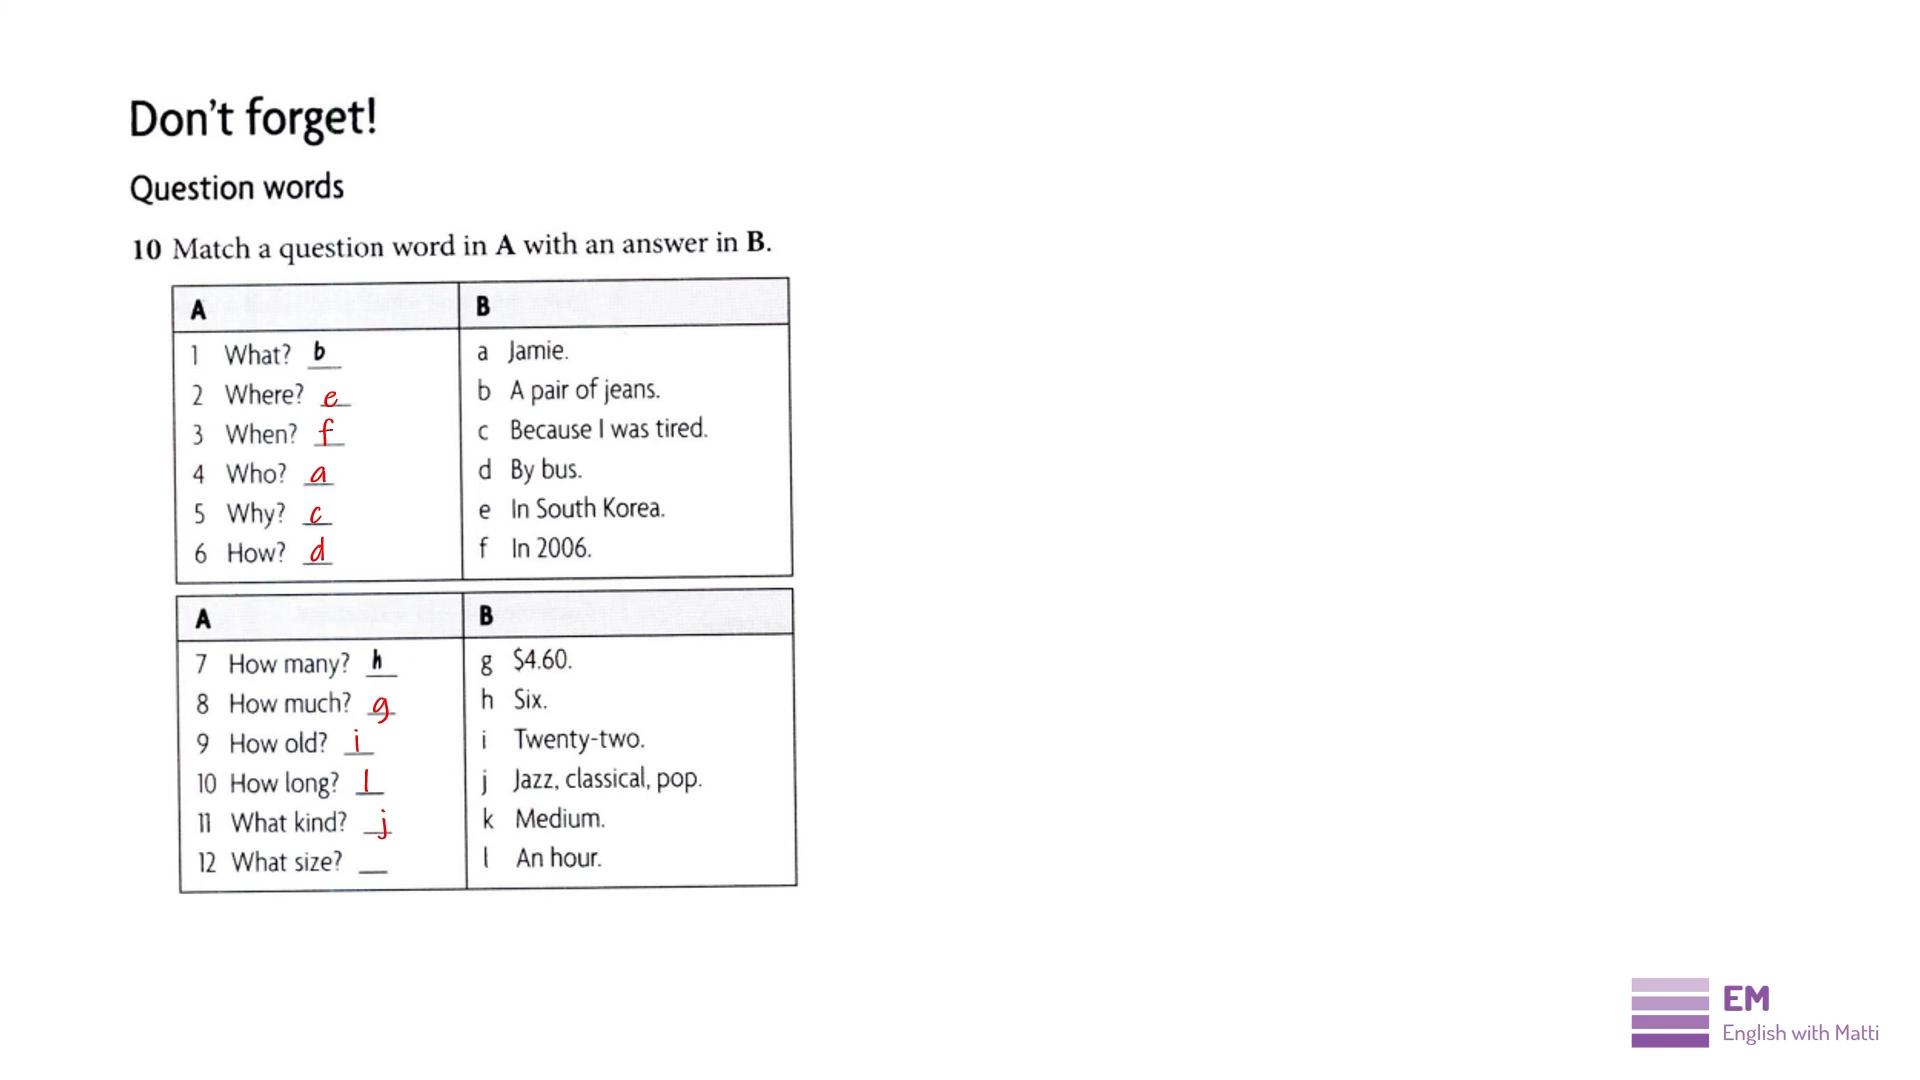 Don't forget!
Question words
10 Match a question word in A with an answer in B.
A B
1 What? b a Jamie.
2 Where? e b A pair of jeans.
3 When? f c Because I was tired.
4 Who? a d By bus.
5 Why? c e In South Korea.
6 How? d f In 2006.
A B
7 How many? h g $4.60.
8 How much? g h Six.
9 How old? i i Twenty-two.
10 How long? l j Jazz, classical, pop.
11 What kind? j k Medium.
12 What size? __ l An hour.
EM
English with Matti